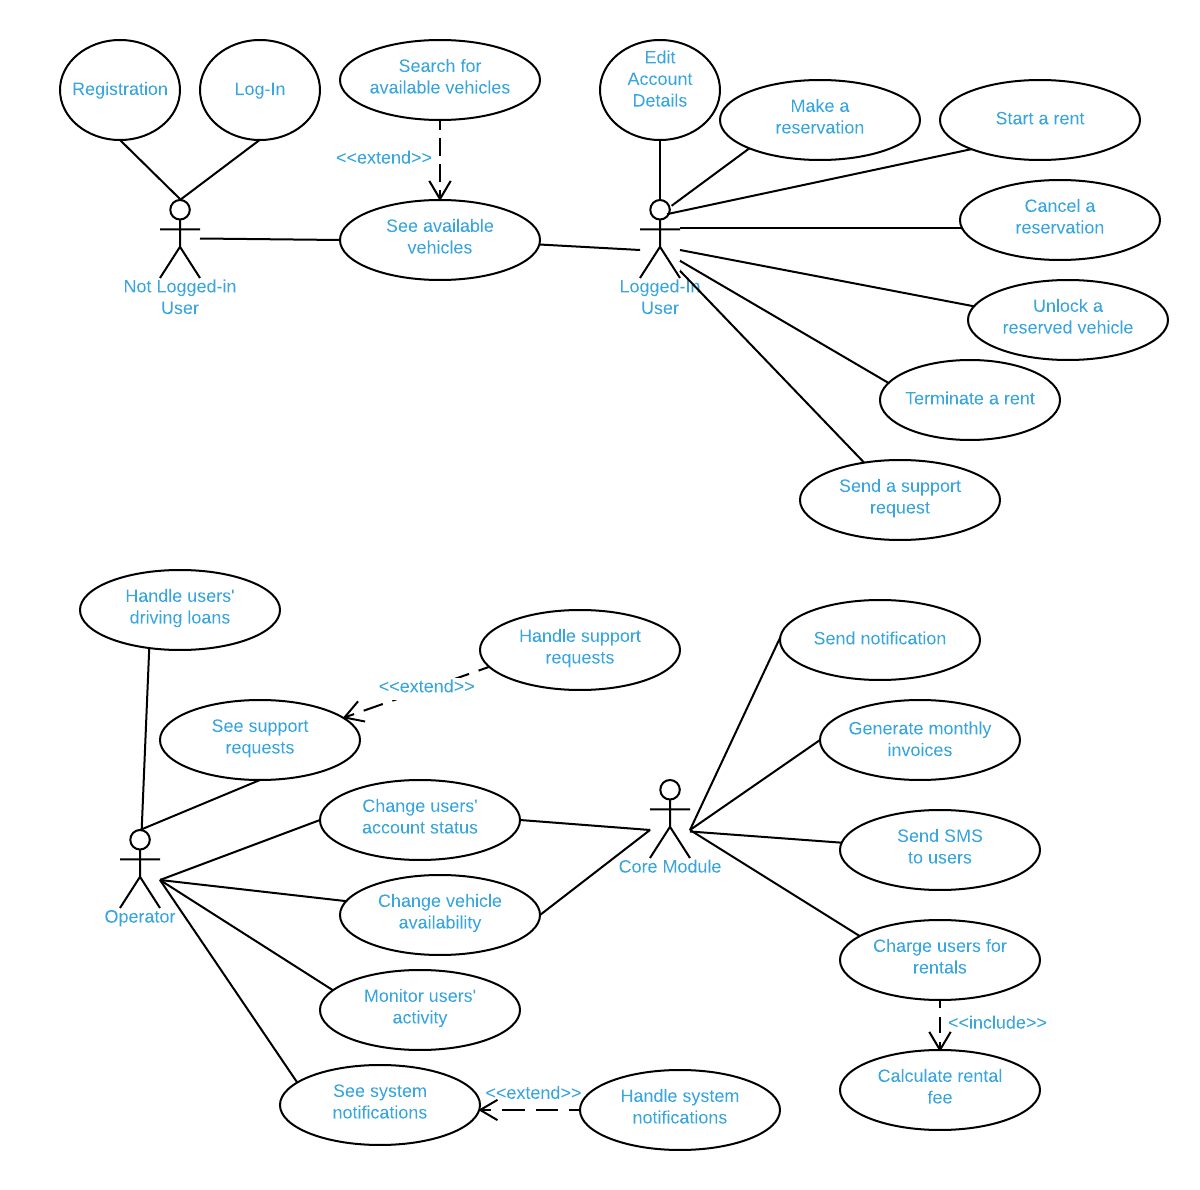 Registration
Log-In
Search for
available vehicles
Edit
Account
Details
Make a
reservation
Start a rent
<<extend>>
Cancel a
reservation
See available
vehicles
Not Logged-in
User
Logged-In
User
Unlock a
reserved vehicle
Terminate a rent
Send a support
request
Handle users'
driving loans
Handle support
requests
Send notification
<<extend>>
See support
requests
Generate monthly
invoices
Change users'
account status
Send SMS
to users
Core Module
Operator
Change vehicle
availability
Charge users for
rentals
Monitor users'
activity
<<include>>
Calculate rental
fee
See system
notifications
<<extend>>
Handle system
notifications